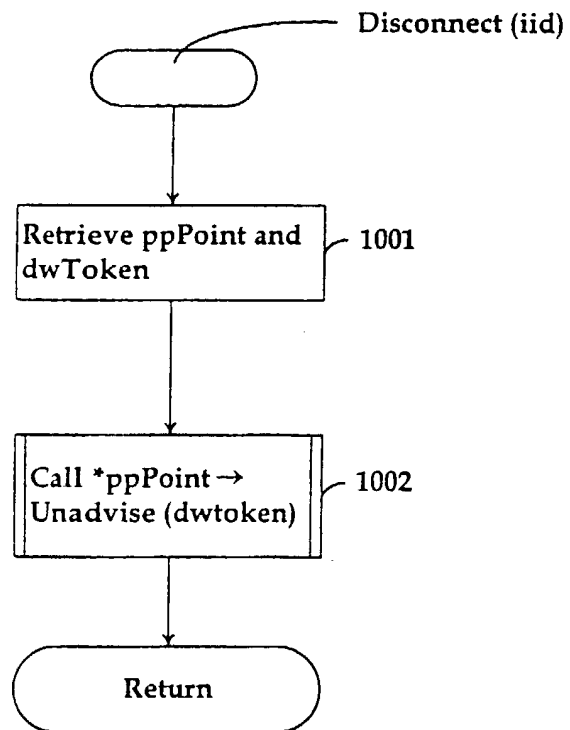 Disconnect (iid)
Retrieve ppPoint and
dwToken
1001
Call *ppPoint →
Unadvise (dwtoken)
1002
Return